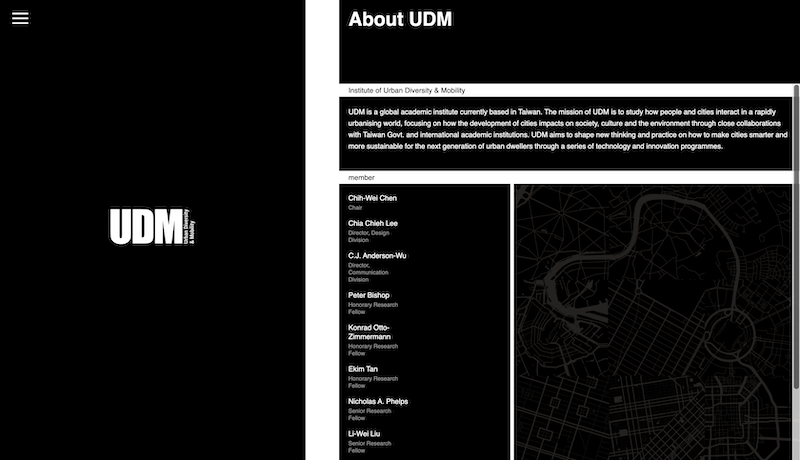 About UDM
Institute of Urban Diversity & Mobility
UDM is a global academic institute currently based in Taiwan. The mission of UDM is to study how people and cities interact in a rapidly
urbanising world, focusing on how the development of cities impacts on society, culture and the environment through close collaborations
with Taiwan Govt. and international academic institutions. UDM aims to shape new thinking and practice on how to make cities smarter and
more sustainable for the next generation of urban dwellers through a series of technology and innovation programmes.
member
Chih-Wei Chen
Chair
Chia Chieh Lee
Director, Design
Division
C.J. Anderson-Wu
Director,
Communication
Division
Peter Bishop
Honorary Research
Fellow
Konrad Otto-
Zimmermann
Honorary Research
Fellow
Ekim Tan
Honorary Research
Fellow
Nicholas A. Phelps
Senior Research
Fellow
Li-Wei Liu
Senior Research
Fellow
UDM
Urban Diversity
& Mobility